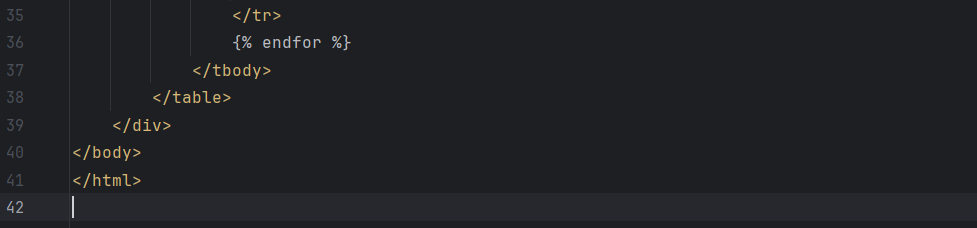 35 </tr>
36 {% endfor %}
37 </tbody>
38 </table>
39 </div>
40 </body>
41 </html>
42